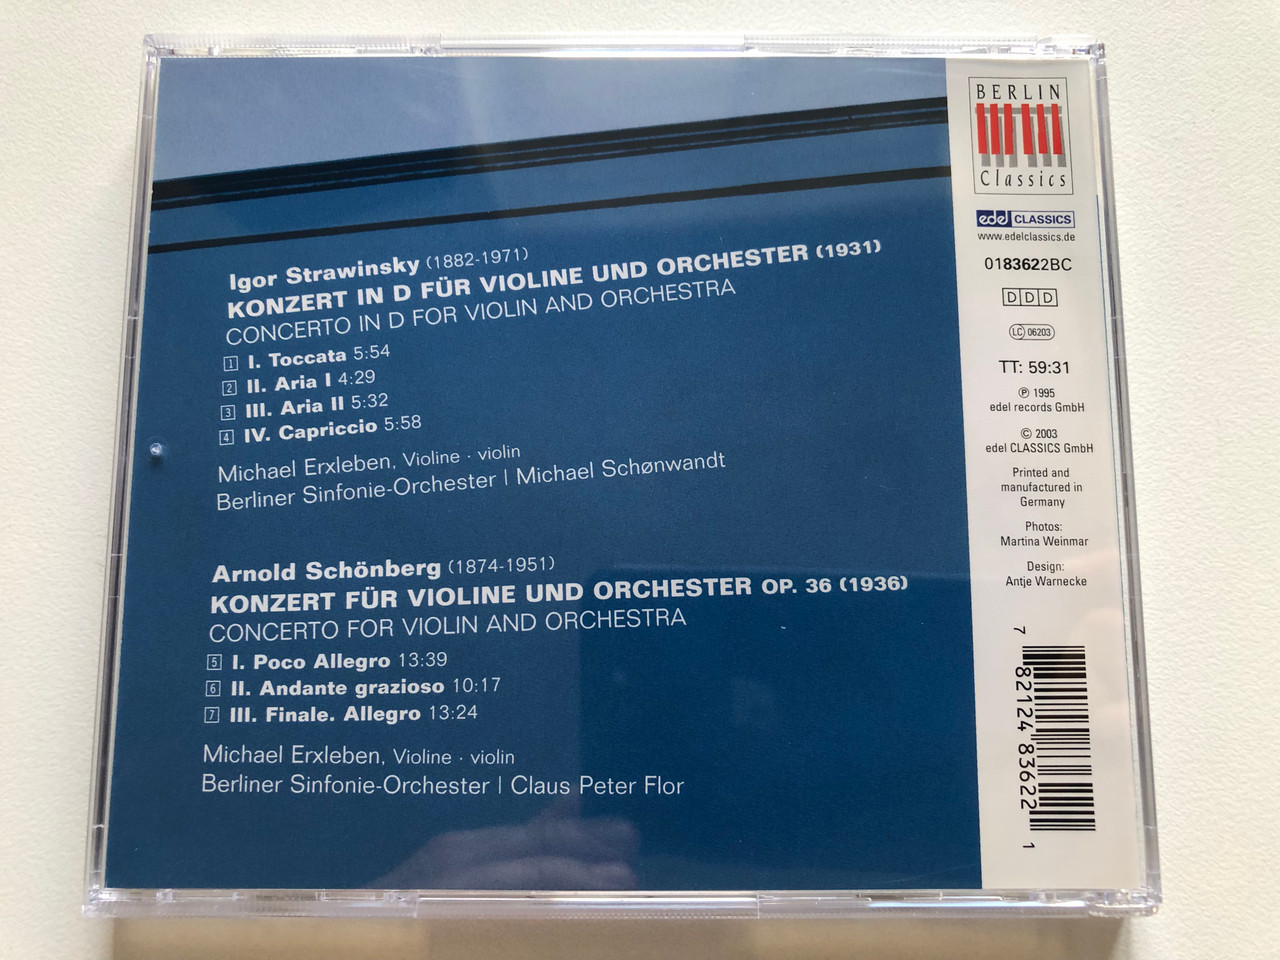 Igor Strawinsky (1882-1971)
KONZERT IN D FÜR VIOLINE UND ORCHESTER (1931)
CONCERTO IN D FOR VIOLIN AND ORCHESTRA
1 I. Toccata 5:54
2 II. Aria I 4:29
3 III. Aria II 5:32
4 IV. Capriccio 5:58
Michael Erxleben, Violine · violin
Berliner Sinfonie-Orchester | Michael Schønwandt
Arnold Schönberg (1874-1951)
KONZERT FÜR VIOLINE UND ORCHESTER OP. 36 (1936)
CONCERTO FOR VIOLIN AND ORCHESTRA
5 I. Poco Allegro 13:39
6 II. Andante grazioso 10:17
7 III. Finale. Allegro 13:24
Michael Erxleben, Violine · violin
Berliner Sinfonie-Orchester | Claus Peter Flor
BERLIN
Classics
edel CLASSICS
www.edelclassics.de
0183622BC
DDD
LC 06203
TT: 59:31
℗ 1995
edel records GmbH
© 2003
edel CLASSICS GmbH
Printed and
manufactured in
Germany
Photos:
Martina Weinmar
Design:
Antje Warnecke
7 82124 83622 1